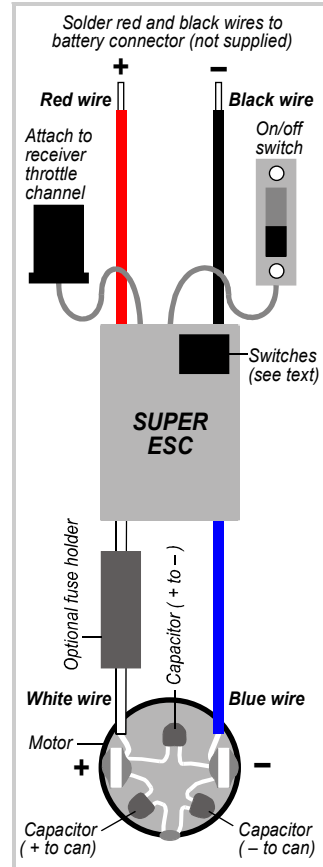 Solder red and black wires to
battery connector (not supplied)
+
–
Red wire
Black wire
Attach to
receiver
throttle
channel
On/off
switch
Switches
(see text)
SUPER
ESC
Optional fuse holder
Capacitor ( + to – )
White wire
Blue wire
Motor
+
–
Capacitor
( + to can)
Capacitor
( – to can)